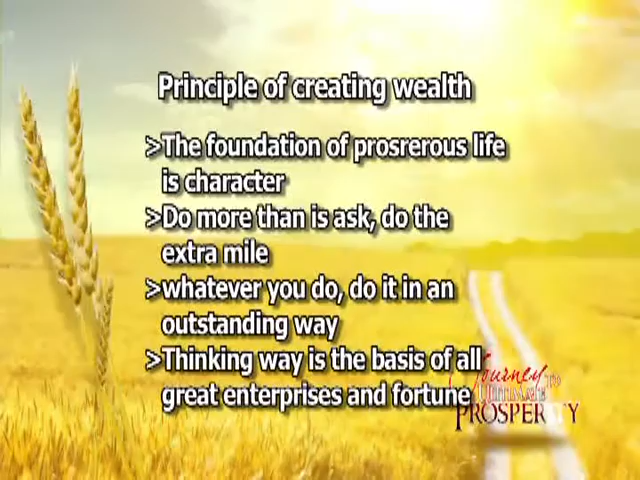 Principle of creating wealth
>The foundation of prosrerous life
is character
>Do more than is ask, do the
extra mile
>whatever you do, do it in an
outstanding way
>Thinking way is the basis of all
great enterprises and fortune
Journey TO
ULTIMATE
PROSPERITY